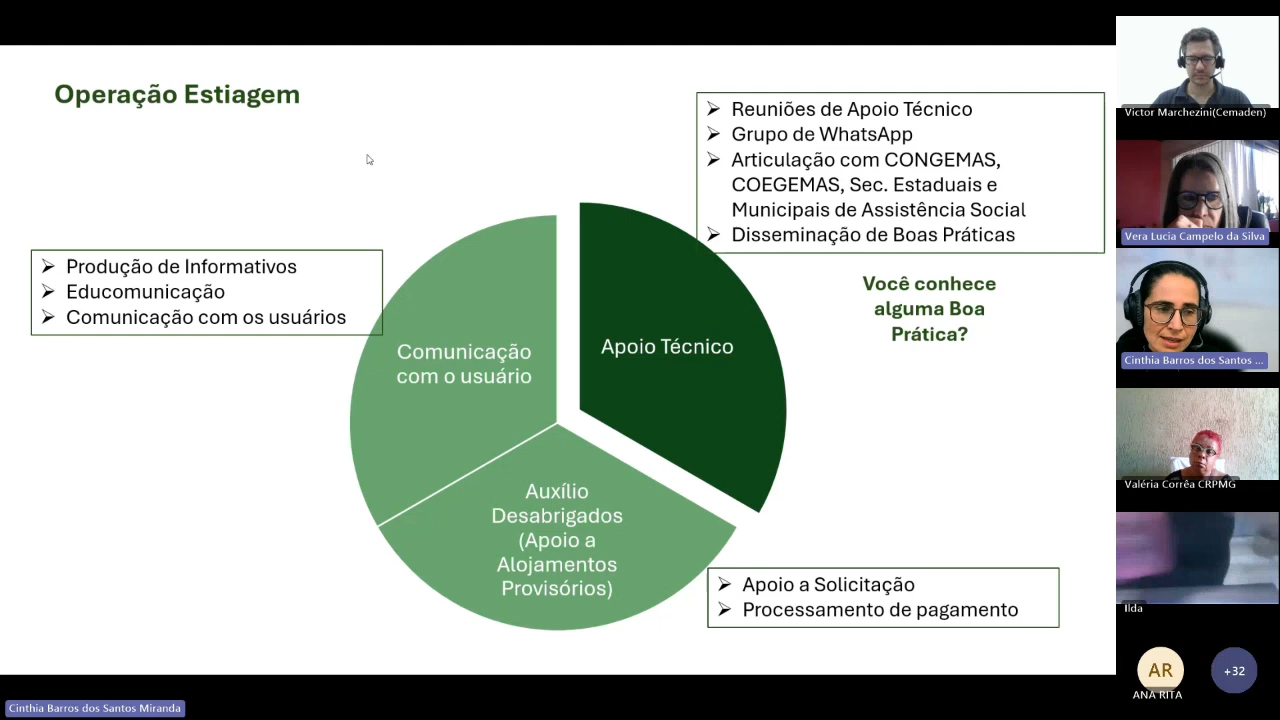 Operação Estiagem
Reuniões de Apoio Técnico
Grupo de WhatsApp
Articulação com CONGEMAS,
COEGEMAS, Sec. Estaduais e
Municipais de Assistência Social
Disseminação de Boas Práticas
Produção de Informativos
Educomunicação
Comunicação com os usuários
Você conhece
alguma Boa
Prática?
Comunicação
com o usuário
Apoio Técnico
Auxílio
Desabrigados
(Apoio a
Alojamentos
Provisórios)
Apoio a Solicitação
Processamento de pagamento
Victor Marchezini(Cemaden)
Vera Lucia Campelo da Silva
Cinthia Barros dos Santos ...
Valéria Corrêa CRPMG
Ilda
AR
ANA RITA
+32
Cinthia Barros dos Santos Miranda